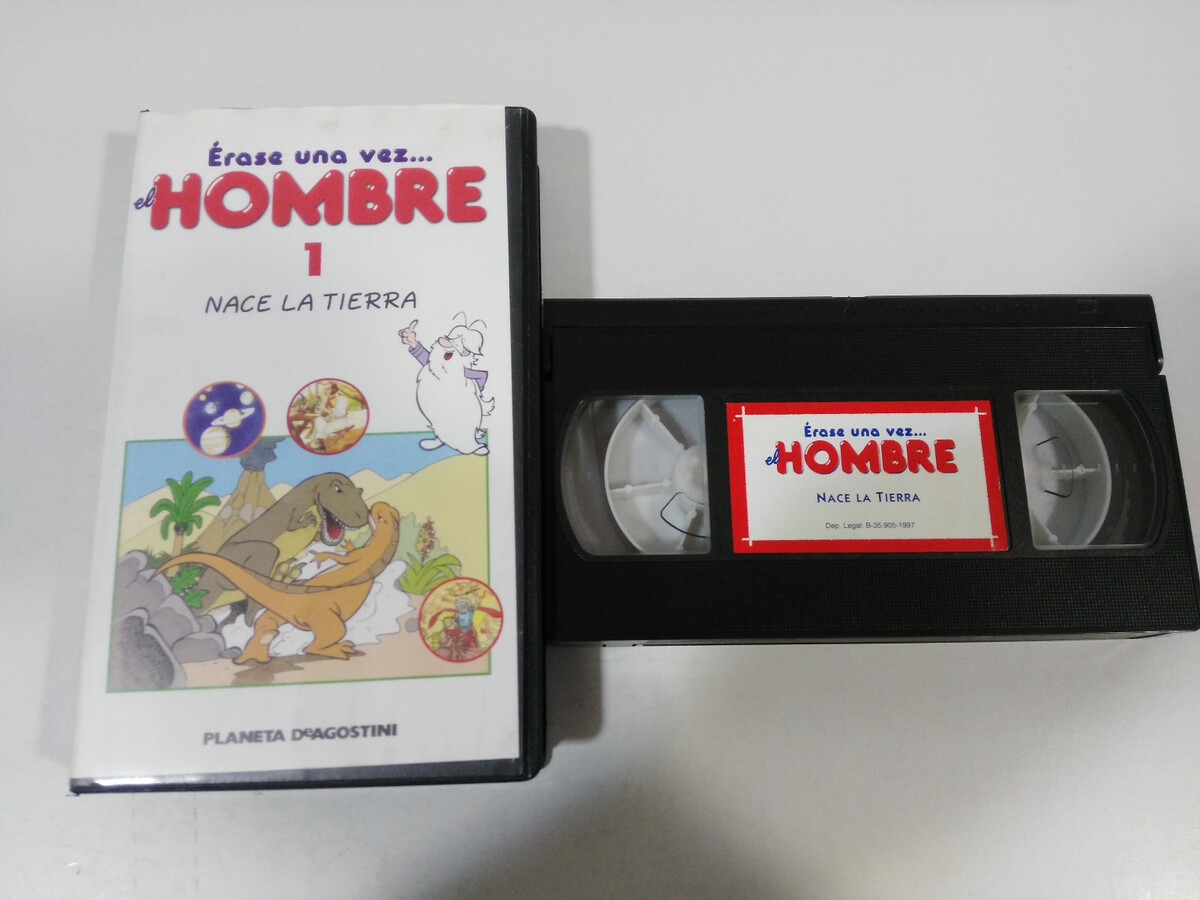 Érase una vez...
el HOMBRE
1
NACE LA TIERRA
PLANETA DeAGOSTINI
Érase una vez...
el HOMBRE
NACE LA TIERRA
Dep. Legal: B-35.905-1997